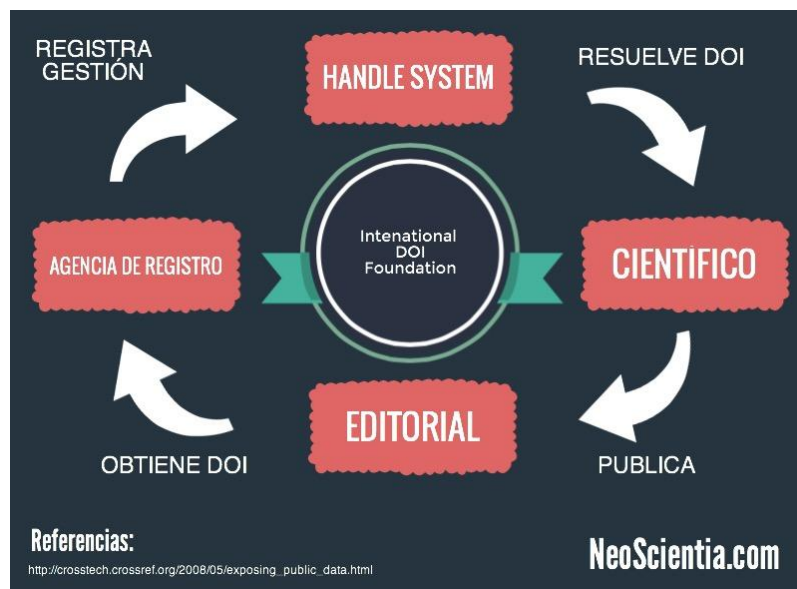 REGISTRA
GESTIÓN
HANDLE SYSTEM
RESUELVE DOI
AGENCIA DE REGISTRO
Intenational
DOI
Foundation
CIENTÍFICO
EDITORIAL
OBTIENE DOI
PUBLICA
Referencias:
http://crosstech.crossref.org/2008/05/exposing_public_data.html
NeoScientia.com